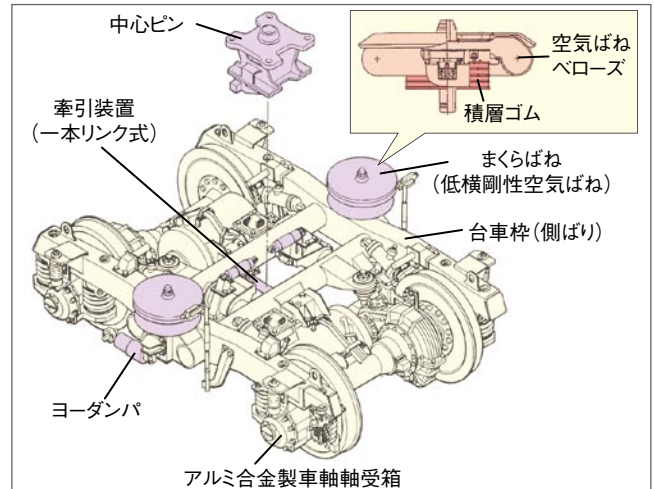 中心ピン
空気ばね
ベローズ
積層ゴム
牽引装置
(一本リンク式)
まくらばね
(低横剛性空気ばね)
台車枠(側ばり)
ヨーダンパ
アルミ合金製車軸軸受箱